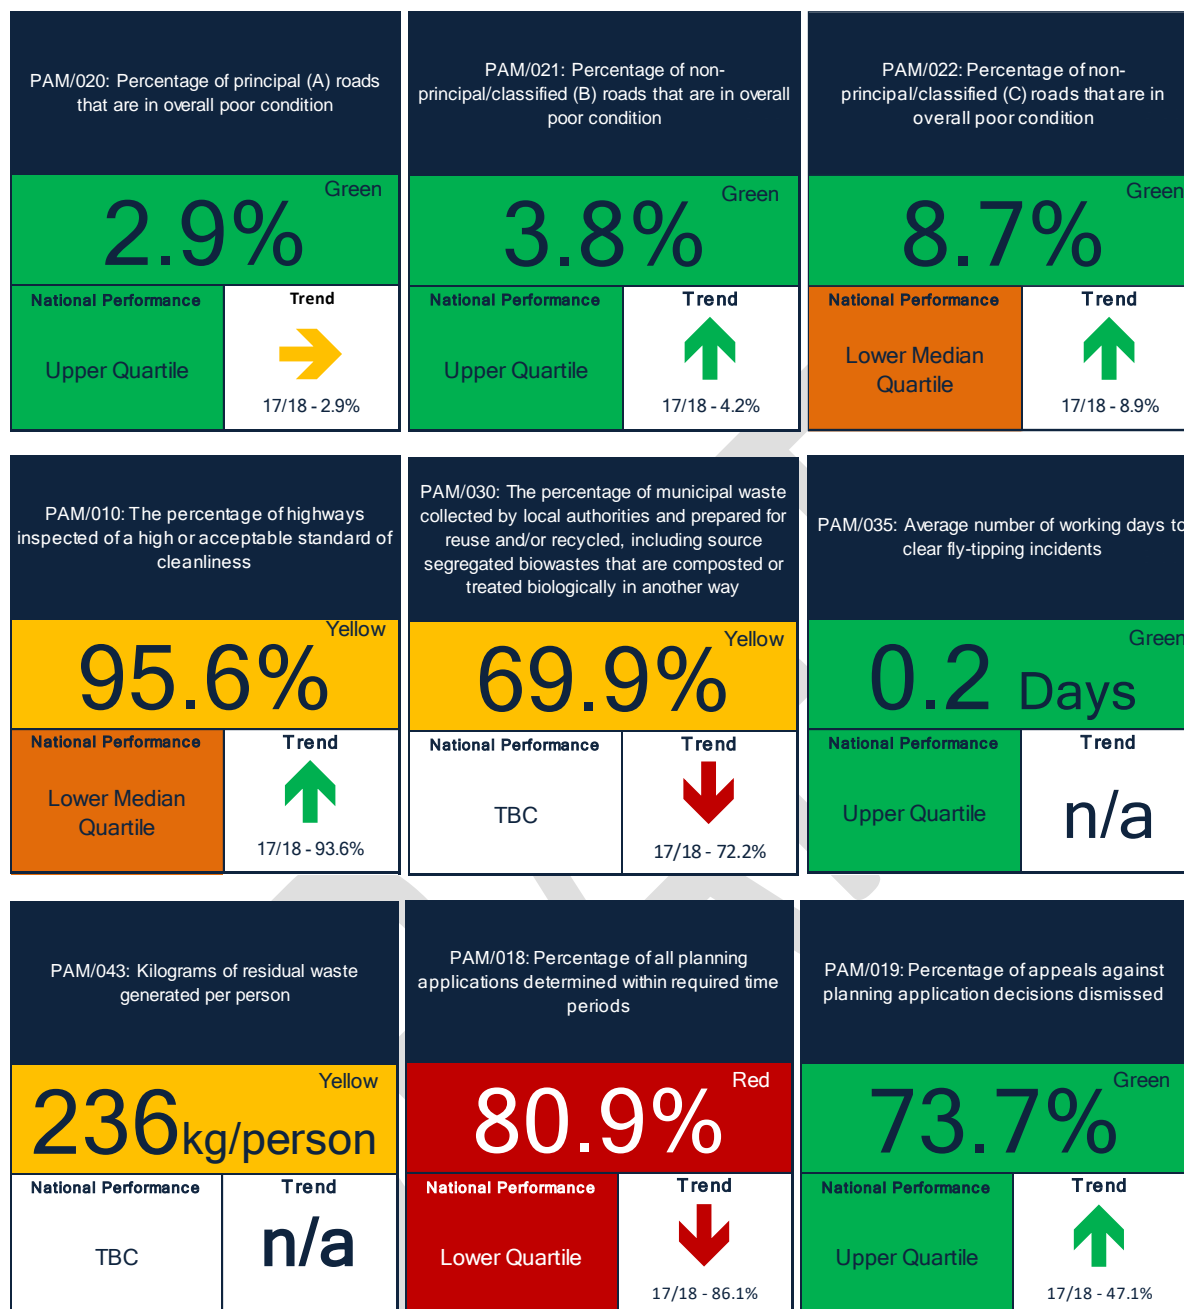 PAM/020: Percentage of principal (A) roads
that are in overall poor condition
Green
2.9%
National Performance
Upper Quartile
Trend
17/18 - 2.9%
PAM/021: Percentage of non-
principal/classified (B) roads that are in overall
poor condition
Green
3.8%
National Performance
Upper Quartile
Trend
17/18 - 4.2%
PAM/022: Percentage of non-
principal/classified (C) roads that are in
overall poor condition
Green
8.7%
National Performance
Lower Median
Quartile
Trend
17/18 - 8.9%
PAM/010: The percentage of highways
inspected of a high or acceptable standard of
cleanliness
Yellow
95.6%
National Performance
Lower Median
Quartile
Trend
17/18 - 93.6%
PAM/030: The percentage of municipal waste
collected by local authorities and prepared for
reuse and/or recycled, including source
segregated biowastes that are composted or
treated biologically in another way
Yellow
69.9%
National Performance
TBC
Trend
17/18 - 72.2%
PAM/035: Average number of working days to
clear fly-tipping incidents
Green
0.2 Days
National Performance
Upper Quartile
Trend
n/a
PAM/043: Kilograms of residual waste
generated per person
Yellow
236kg/person
National Performance
TBC
Trend
n/a
PAM/018: Percentage of all planning
applications determined within required time
periods
Red
80.9%
National Performance
Lower Quartile
Trend
17/18 - 86.1%
PAM/019: Percentage of appeals against
planning application decisions dismissed
Green
73.7%
National Performance
Upper Quartile
Trend
17/18 - 47.1%